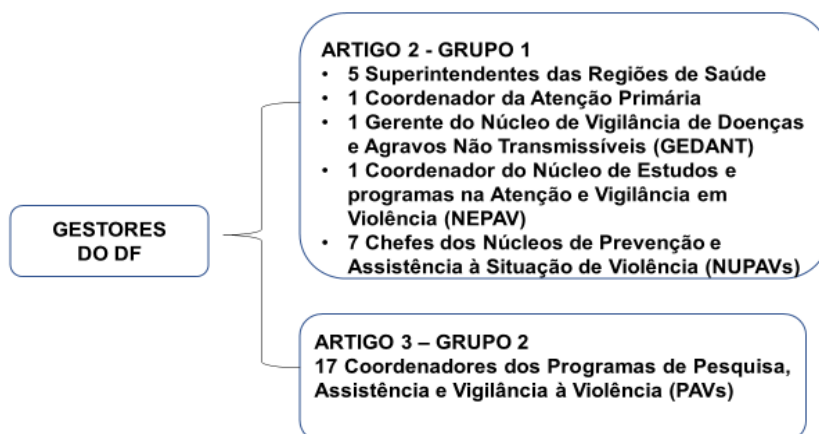 ARTIGO 2 - GRUPO 1
• 5 Superintendentes das Regiões de Saúde
• 1 Coordenador da Atenção Primária
• 1 Gerente do Núcleo de Vigilância de Doenças
e Agravos Não Transmissíveis (GEDANT)
• 1 Coordenador do Núcleo de Estudos e
programas na Atenção e Vigilância em
Violência (NEPAV)
• 7 Chefes dos Núcleos de Prevenção e
Assistência à Situação de Violência (NUPAVs)
GESTORES
DO DF
ARTIGO 3 – GRUPO 2
17 Coordenadores dos Programas de Pesquisa,
Assistência e Vigilância à Violência (PAVs)